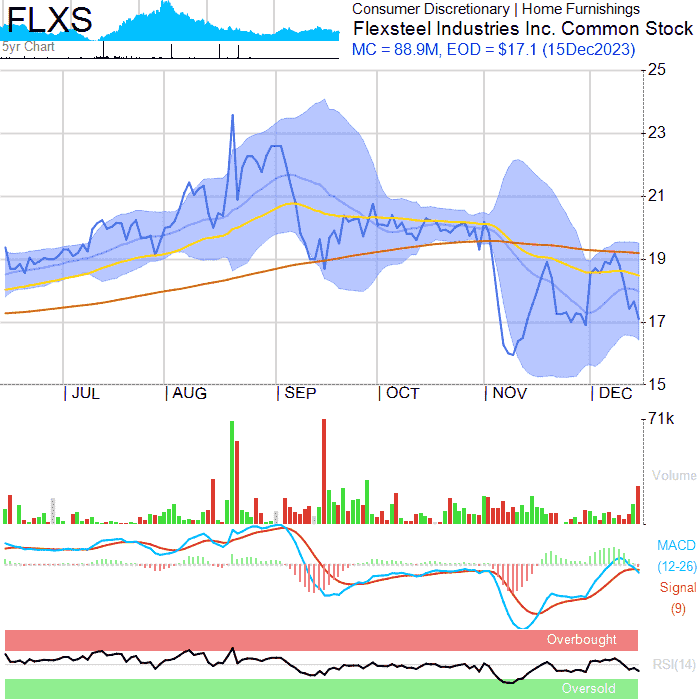 FLXS
5yr Chart
Consumer Discretionary | Home Furnishings
Flexsteel Industries Inc. Common Stock
MC = 88.9M, EOD = $17.1 (15Dec2023)
25
23
21
19
17
15
JUL
AUG
SEP
OCT
NOV
DEC
71k
Volume
MACD
(12-26)
Signal
(9)
Overbought
RSI(14)
Oversold